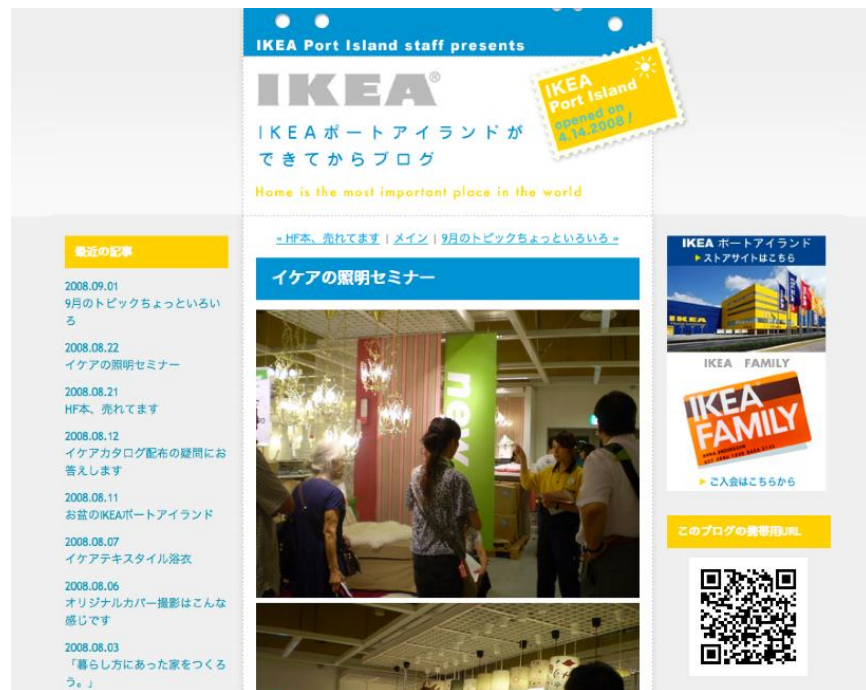 IKEA Port Island staff presents
IKEA®
IKEAポートアイランドが
できてからブログ
Home is the most important place in the world
IKEA
Port Island
opened on
4.14.2008 !
最近の記事
2008.09.01
9月のトピックちょっといろい
ろ
2008.08.22
イケアの照明セミナー
2008.08.21
HF本、売れてます
2008.08.12
イケアカタログ配布の疑問にお
答えします
2008.08.11
お盆のIKEAポートアイランド
2008.08.07
イケアテキスタイル浴衣
2008.08.06
オリジナルカバー撮影はこんな
感じです
2008.08.03
「暮らし方にあった家をつくろ
う。」
« HF本、売れてます | メイン | 9月のトピックちょっといろいろ »
イケアの照明セミナー
new
IKEA ポートアイランド
▶ストアサイトはこちら
IKEA
IKEA FAMILY
IKEA
FAMILY
▶ ご入会はこちらから
このブログの携帯用URL